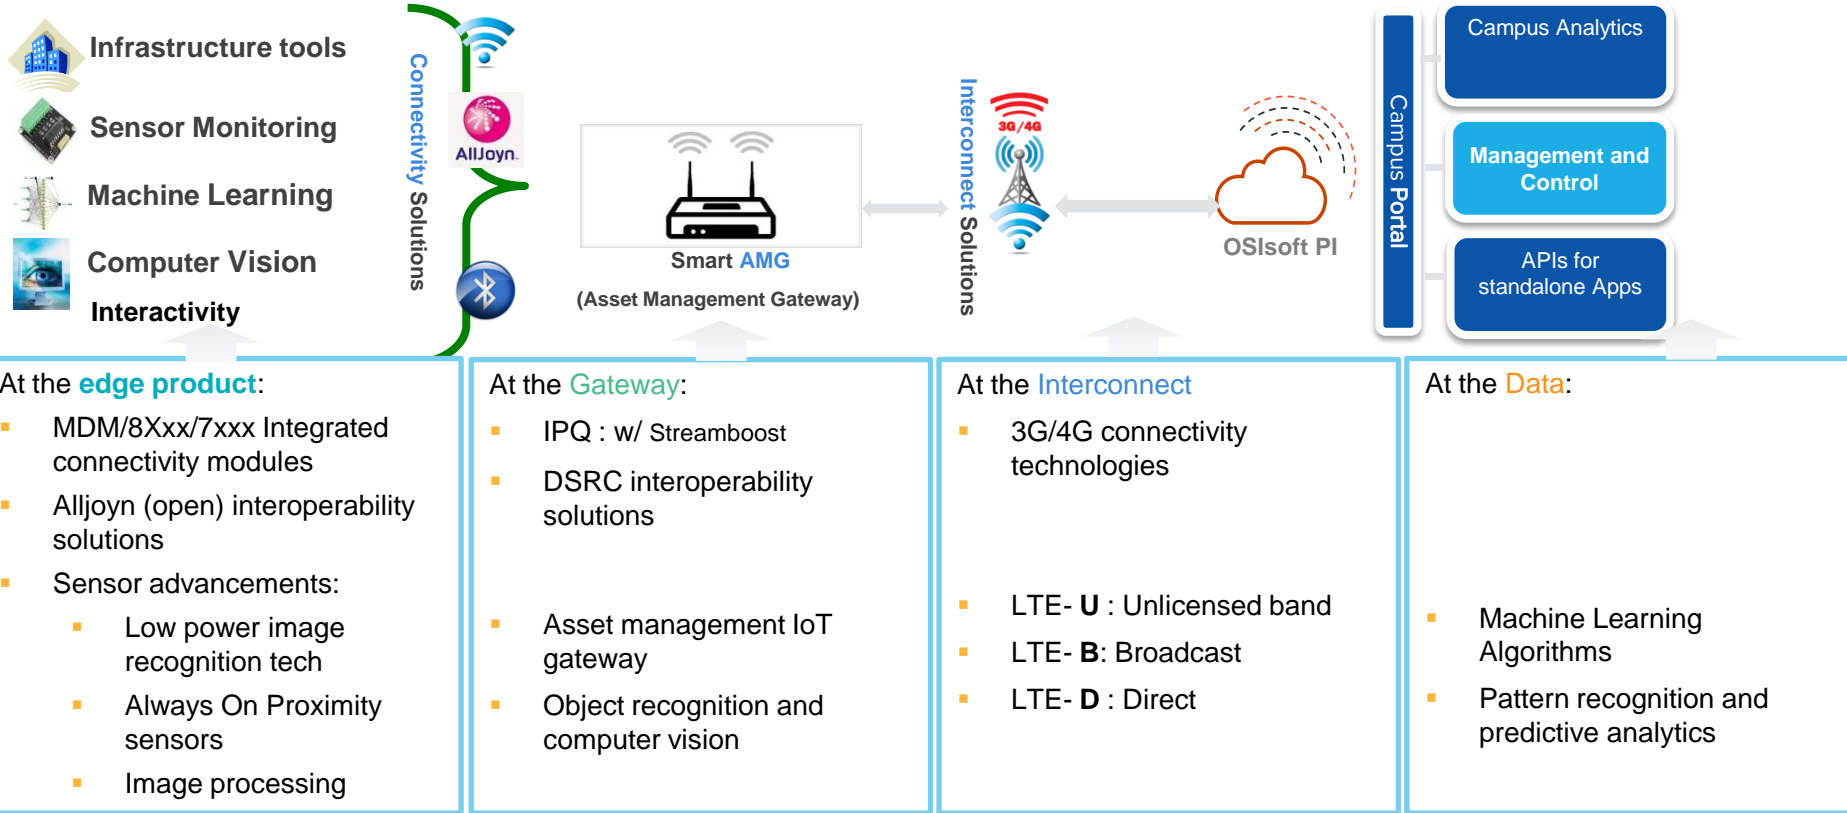 Infrastructure tools
Sensor Monitoring
Machine Learning
Computer Vision
Interactivity
Connectivity Solutions
AllJoyn
Smart AMG
(Asset Management Gateway)
Interconnect Solutions
3G/4G
OSIsoft PI
Campus Portal
Campus Analytics
Management and
Control
APIs for
standalone Apps
At the edge product:
▪ MDM/8Xxx/7xxx Integrated
connectivity modules
▪ Alljoyn (open) interoperability
solutions
▪ Sensor advancements:
▪ Low power image
recognition tech
▪ Always On Proximity
sensors
▪ Image processing
At the Gateway:
▪ IPQ : w/ Streamboost
▪ DSRC interoperability
solutions
▪ Asset management IoT
gateway
▪ Object recognition and
computer vision
At the Interconnect
▪ 3G/4G connectivity
technologies
▪ LTE- U : Unlicensed band
▪ LTE- B: Broadcast
▪ LTE- D : Direct
At the Data:
▪ Machine Learning
Algorithms
▪ Pattern recognition and
predictive analytics